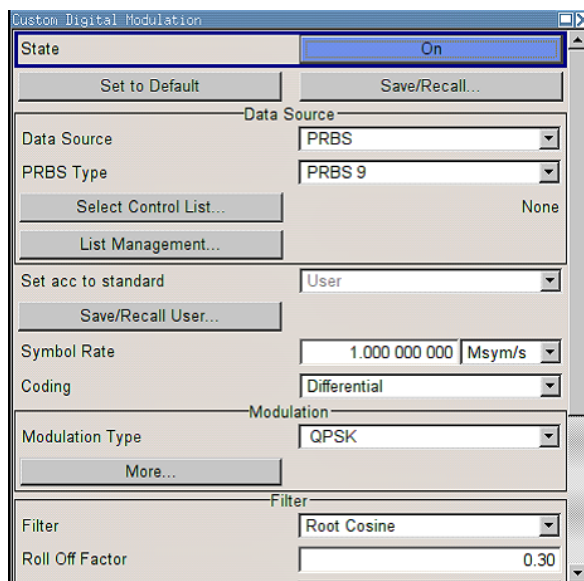 Custom Digital Modulation
State On
Set to Default Save/Recall...
Data Source
Data Source PRBS
PRBS Type PRBS 9
Select Control List... None
List Management...
Set acc to standard User
Save/Recall User...
Symbol Rate 1.000 000 000 Msym/s
Coding Differential
Modulation
Modulation Type QPSK
More...
Filter
Filter Root Cosine
Roll Off Factor 0.30